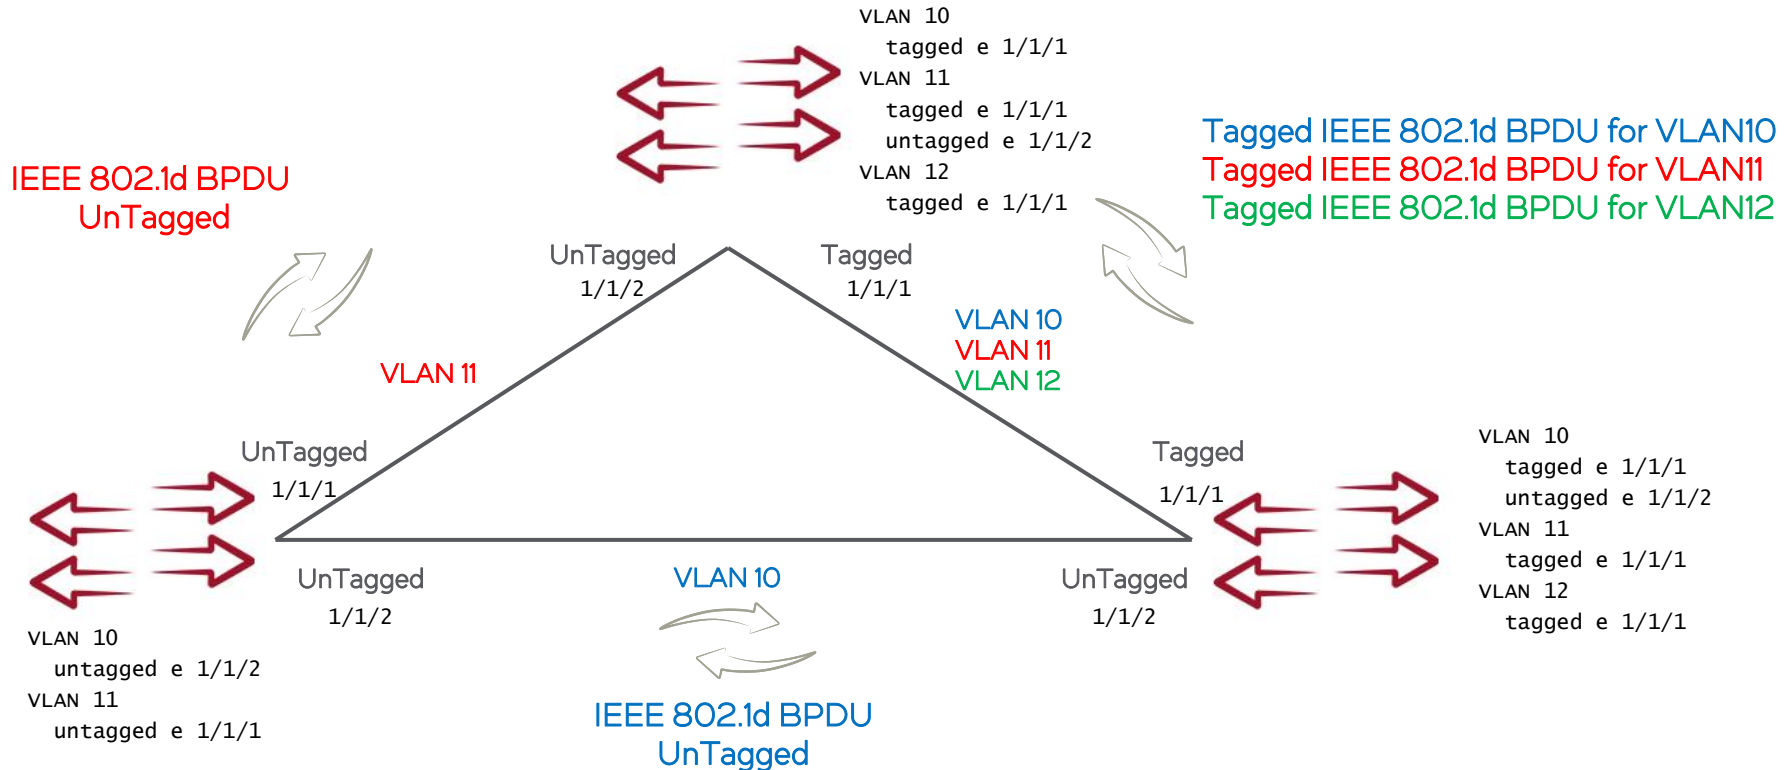 VLAN 10
tagged e 1/1/1
VLAN 11
tagged e 1/1/1
untagged e 1/1/2
VLAN 12
tagged e 1/1/1
Tagged IEEE 802.1d BPDU for VLAN10
Tagged IEEE 802.1d BPDU for VLAN11
Tagged IEEE 802.1d BPDU for VLAN12
IEEE 802.1d BPDU
UnTagged
UnTagged
1/1/2
Tagged
1/1/1
VLAN 10
VLAN 11
VLAN 12
VLAN 11
UnTagged
1/1/1
Tagged
1/1/1
VLAN 10
tagged e 1/1/1
untagged e 1/1/2
VLAN 11
tagged e 1/1/1
VLAN 12
tagged e 1/1/1
UnTagged
1/1/2
VLAN 10
UnTagged
1/1/2
VLAN 10
untagged e 1/1/2
VLAN 11
untagged e 1/1/1
IEEE 802.1d BPDU
UnTagged